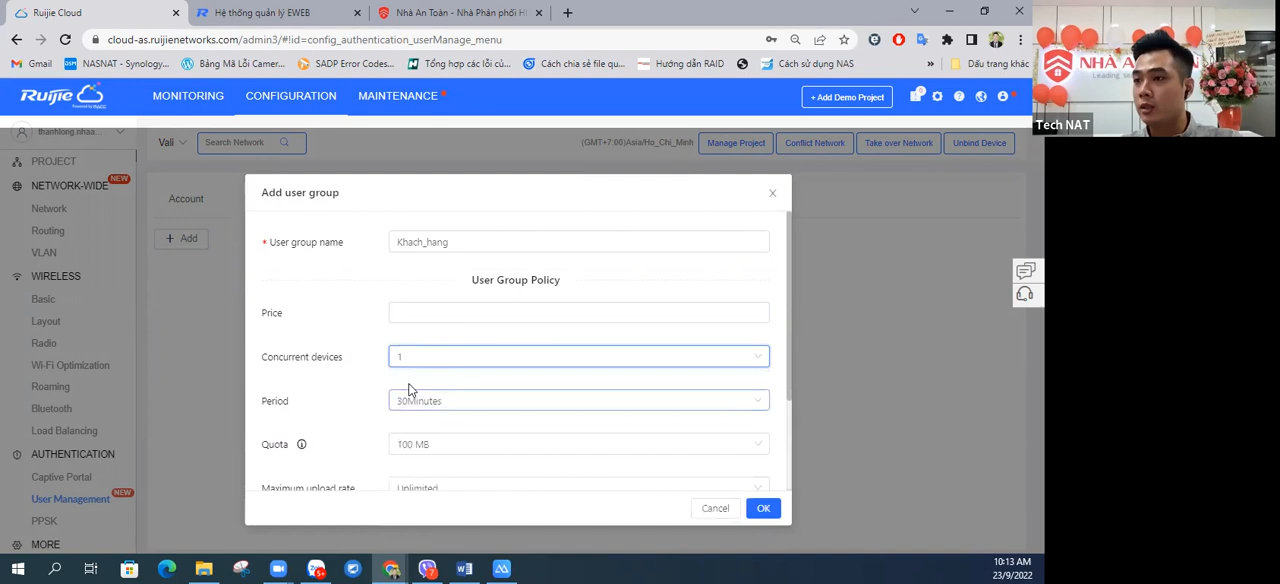 Ruijie Cloud
Hệ thống quản lý EWEB
Nhà An Toàn - Nhà Phân phối H
cloud-as.ruijienetworks.com/admin3/#!id=config_authentication_userManage_menu
Gmail
NASNAT - Synology...
Bảng Mã Lỗi Camer...
SADP Error Codes...
Tổng hợp các lỗi củ...
Cách chia sẻ file qu...
Hướng dẫn RAID
Cách sử dụng NAS
Dấu trang khác
Ruijie
MONITORING
CONFIGURATION
MAINTENANCE
+ Add Demo Project
0
thanhlong.nhaa...
Vali
Search Network
(GMT+7:00)Asia/Ho_Chi_Minh
Manage Project
Conflict Network
Take over Network
Unbind Device
PROJECT
NETWORK-WIDE
NEW
Network
Routing
VLAN
WIRELESS
Basic
Layout
Radio
Wi-Fi Optimization
Roaming
Bluetooth
Load Balancing
AUTHENTICATION
Captive Portal
User Management
NEW
PPSK
MORE
Account
+ Add
Add user group
* User group name
Khach_hang
User Group Policy
Price
Concurrent devices
1
Period
30Minutes
Quota
100 MB
Maximum upload rate
Unlimited
Cancel
OK
Tech NAT
10:13 AM
23/9/2022